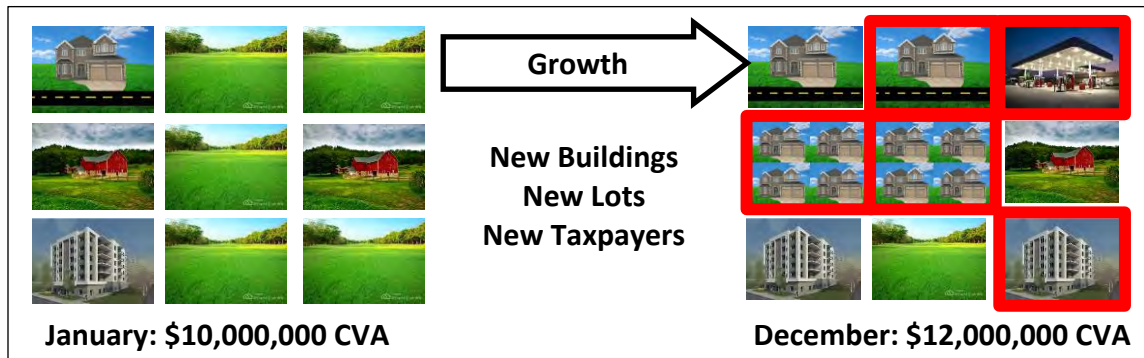 Growth
New Buildings
New Lots
New Taxpayers
January: $10,000,000 CVA
December: $12,000,000 CVA